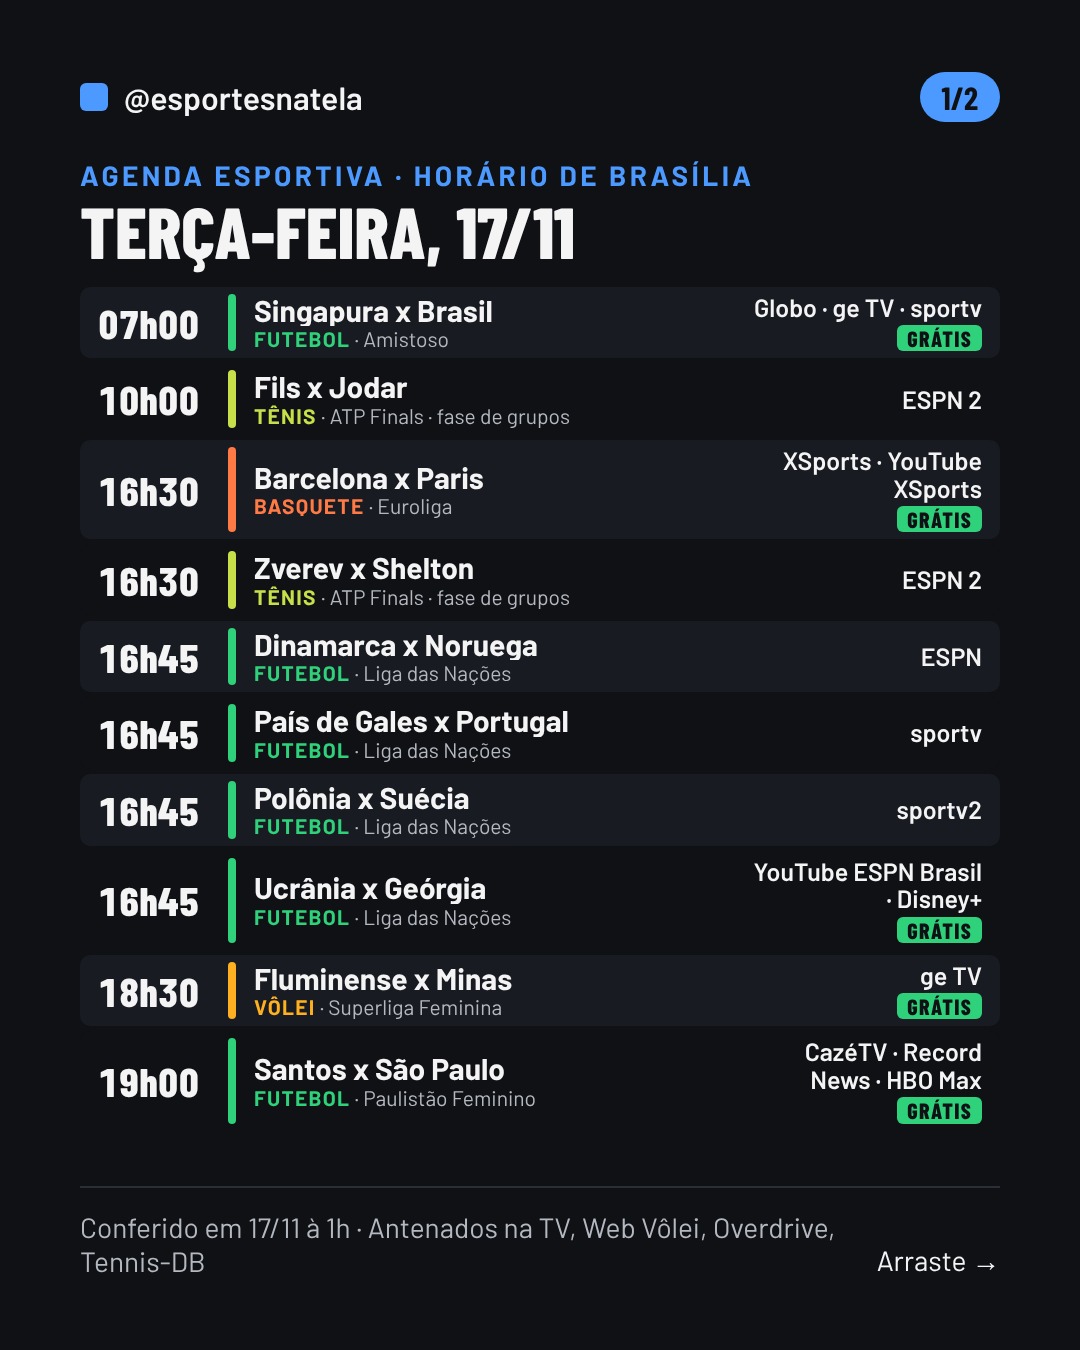 @esportesnatela
1/2
AGENDA ESPORTIVA · HORÁRIO DE BRASÍLIA
TERÇA-FEIRA, 17/11
07h00
Singapura x Brasil
FUTEBOL · Amistoso
Globo · ge TV · sportv
GRÁTIS
10h00
Fils x Jodar
TÊNIS · ATP Finals · fase de grupos
ESPN 2
16h30
Barcelona x Paris
BASQUETE · Euroliga
XSports · YouTube
XSports
GRÁTIS
16h30
Zverev x Shelton
TÊNIS · ATP Finals · fase de grupos
ESPN 2
16h45
Dinamarca x Noruega
FUTEBOL · Liga das Nações
ESPN
16h45
País de Gales x Portugal
FUTEBOL · Liga das Nações
sportv
16h45
Polônia x Suécia
FUTEBOL · Liga das Nações
sportv2
16h45
Ucrânia x Geórgia
FUTEBOL · Liga das Nações
YouTube ESPN Brasil
· Disney+
GRÁTIS
18h30
Fluminense x Minas
VÔLEI · Superliga Feminina
ge TV
GRÁTIS
19h00
Santos x São Paulo
FUTEBOL · Paulistão Feminino
CazéTV · Record
News · HBO Max
GRÁTIS
Conferido em 17/11 à 1h · Antenados na TV, Web Vôlei, Overdrive,
Tennis-DB
Arraste →